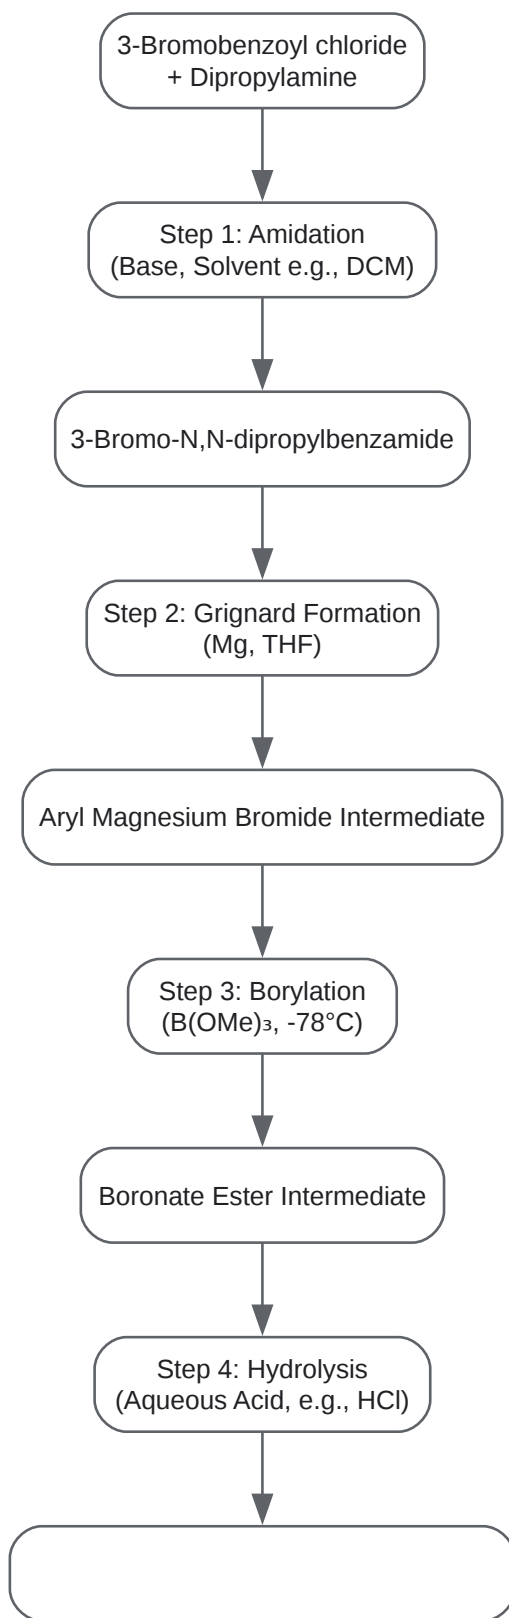 3-Bromobenzoyl chloride
+ Dipropylamine
Step 1: Amidation
(Base, Solvent e.g., DCM)
3-Bromo-N,N-dipropylbenzamide
Step 2: Grignard Formation
(Mg, THF)
Aryl Magnesium Bromide Intermediate
Step 3: Borylation
(B(OMe)₃, -78°C)
Boronate Ester Intermediate
Step 4: Hydrolysis
(Aqueous Acid, e.g., HCl)